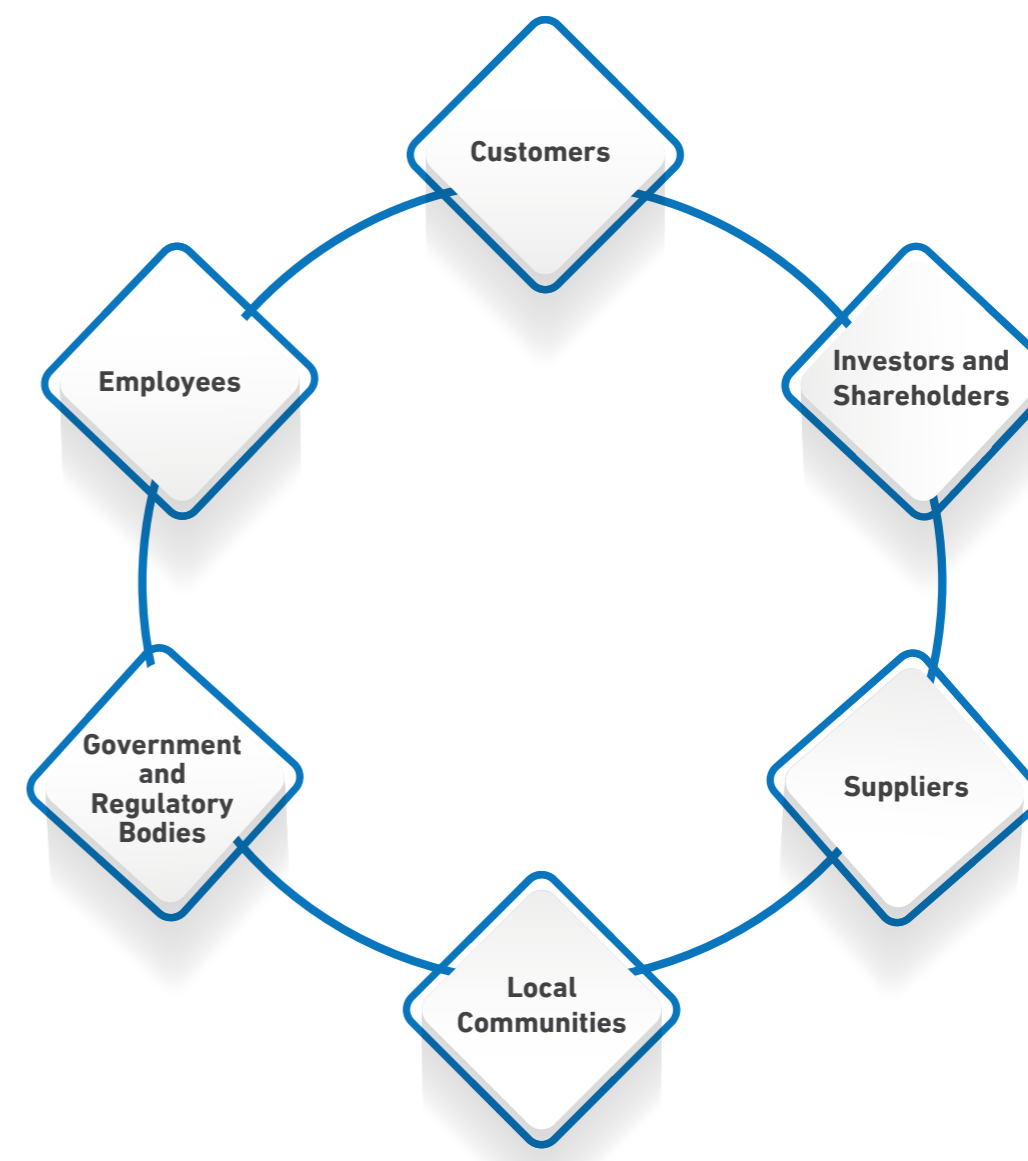 Customers
Investors and
Shareholders
Employees
Suppliers
Government
and
Regulatory
Bodies
Local
Communities